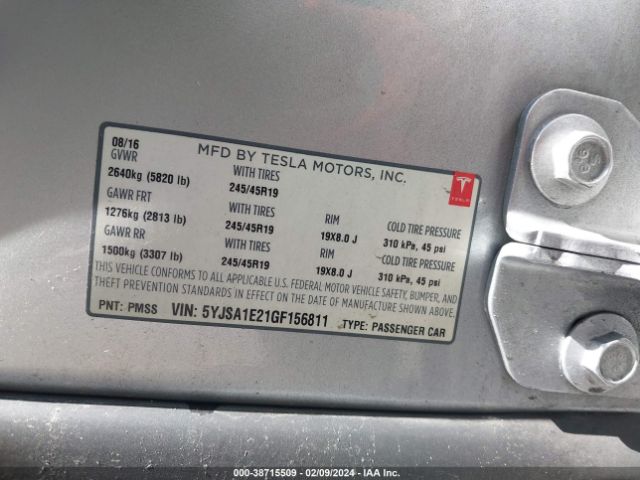 08/16
MFD BY TESLA MOTORS, INC.
GVWR
WITH TIRES
2640kg (5820 lb)
245/45R19
GAWR FRT
WITH TIRES
RIM
COLD TIRE PRESSURE
1276kg (2813 lb)
245/45R19
19X8.0 J
310 kPa, 45 psi
GAWR RR
WITH TIRES
RIM
COLD TIRE PRESSURE
1500kg (3307 lb)
245/45R19
19X8.0 J
310 kPa, 45 psi
THIS VEHICLE CONFORMS TO ALL APPLICABLE U.S. FEDERAL MOTOR VEHICLE SAFETY, BUMPER, AND
THEFT PREVENTION STANDARDS IN EFFECT ON THE DATE OF MANUFACTURE SHOWN ABOVE.
PNT: PMSS VIN: 5YJSA1E21GF156811 TYPE: PASSENGER CAR
TESLA
000-38715509 - 02/09/2024 - IAA Inc.